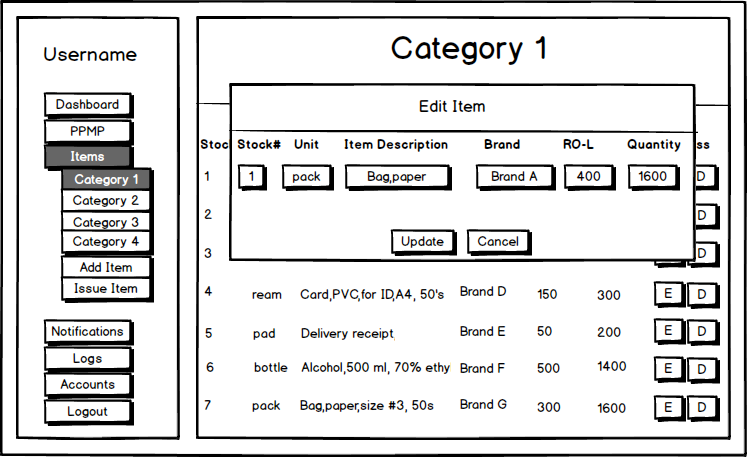 Username
Dashboard
PPMP
Items
Category 1
Category 2
Category 3
Category 4
Add Item
Issue Item
Notifications
Logs
Accounts
Logout
Category 1
Edit Item
Stoc Stock# Unit Item Description Brand RO-L Quantity ss
1 1 pack Bag,paper Brand A 400 1600 D
2 D
3 D
Update Cancel
4 ream Card,PVC,for ID,A4, 50's Brand D 150 300 E D
5 pad Delivery receipt Brand E 50 200 E D
6 bottle Alcohol,500 ml, 70% ethy Brand F 500 1400 E D
7 pack Bag,paper,size #3, 50s Brand G 300 1600 E D